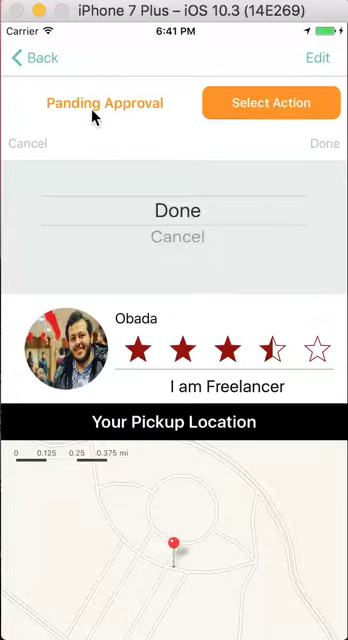 iPhone 7 Plus – iOS 10.3 (14E269)
Carrier 6:41 PM
Back Edit
Panding Approval Select Action
Cancel Done
Done
Cancel
Obada
I am Freelancer
Your Pickup Location
0 0.125 0.25 0.375 mi